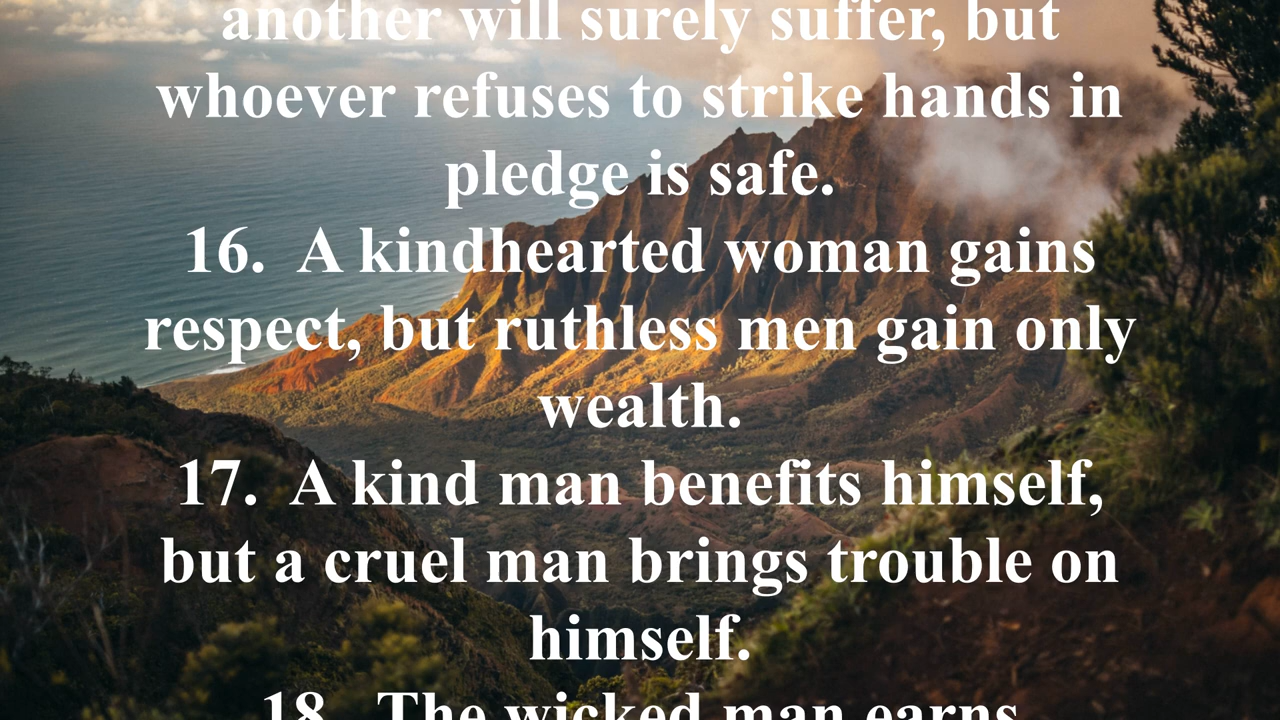 another will surely suffer, but
whoever refuses to strike hands in
pledge is safe.
16.  A kindhearted woman gains
respect, but ruthless men gain only
wealth.
17.  A kind man benefits himself,
but a cruel man brings trouble on
himself.
18.  The wicked man earns